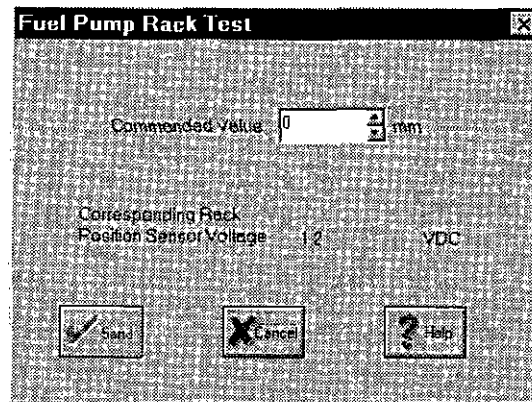 Fuel Pump Rack Test
Commanded Value 0 mm
Corresponding Rack
Position Sensor Voltage 1.2 VDC
Send Cancel Help